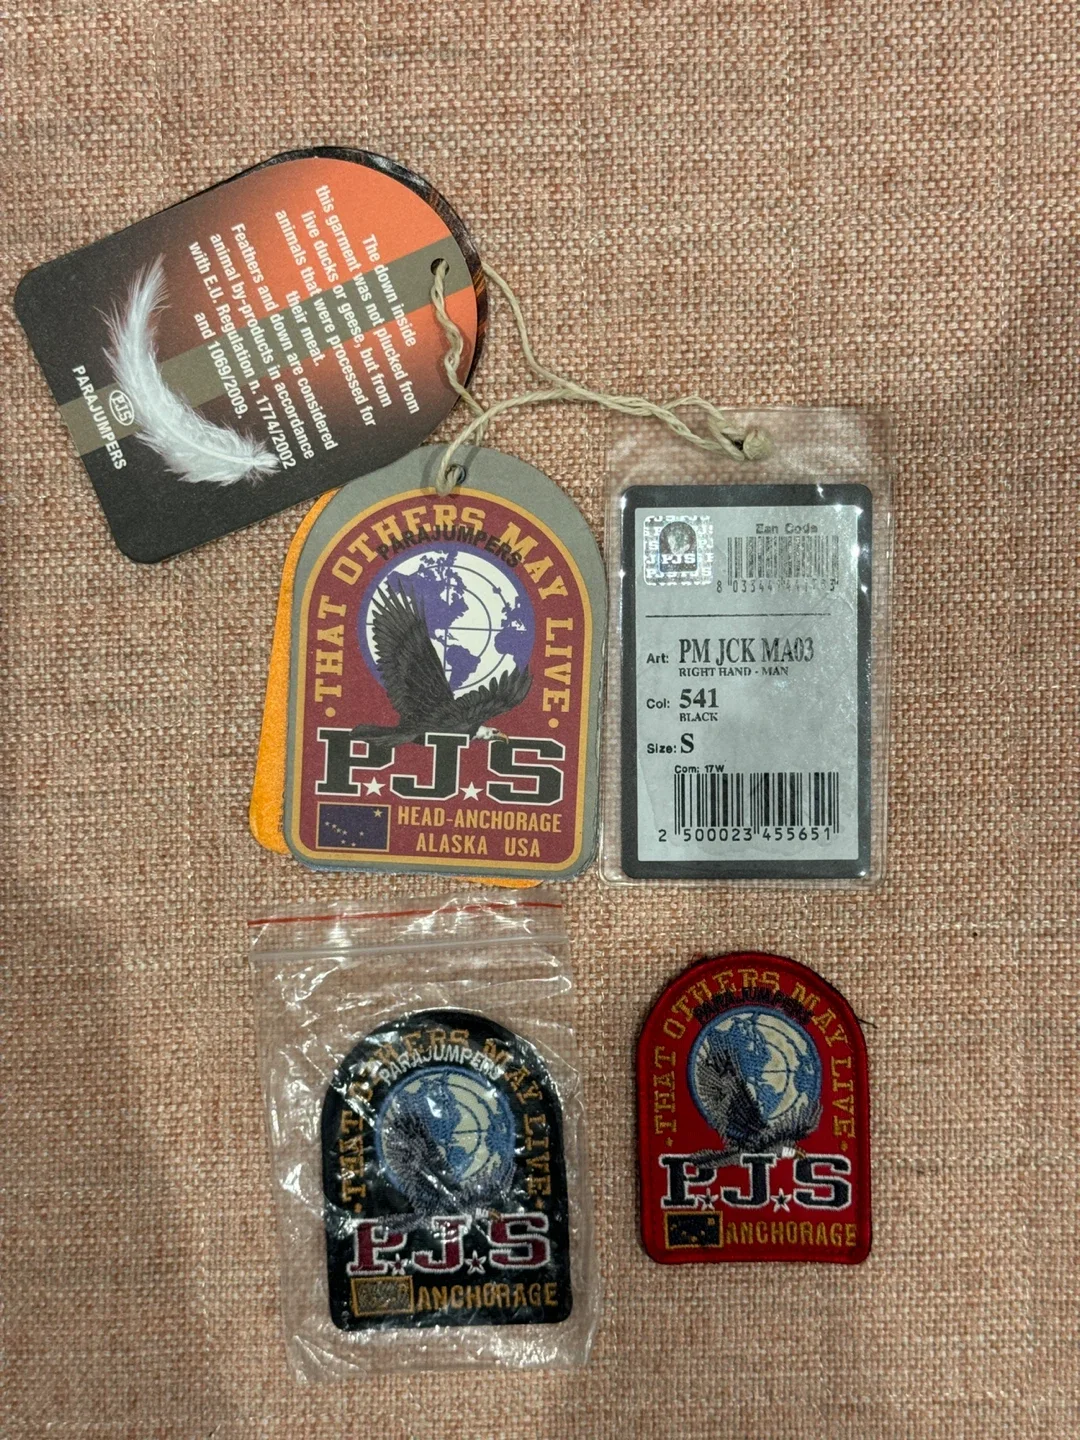 The down inside
this garment was not plucked from
live ducks or geese, but from
animals that were processed for
their meat.
Feathers and down are considered
animal by-products in accordance
with E.U. Regulation n. 1774/2002
and 1069/2009.
P.J.S
PARAJUMPERS
• THAT OTHERS MAY LIVE •
PARAJUMPERS
P.J.S
HEAD-ANCHORAGE
ALASKA USA
P.J.S
Ean Code
Art: PM JCK MA03
RIGHT HAND - MAN
Col: 541
BLACK
Size: S
Com: 17W
2 500023 455651
• THAT OTHERS MAY LIVE •
PARAJUMPERS
P.J.S
ANCHORAGE
• THAT OTHERS MAY LIVE •
PARAJUMPERS
P.J.S
ANCHORAGE